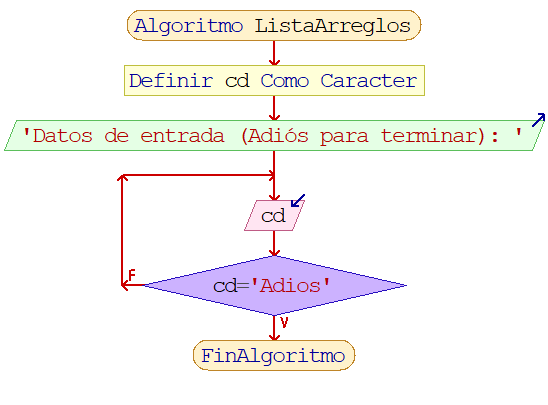 Algoritmo ListaArreglos
Definir cd Como Caracter
'Datos de entrada (Adiós para terminar): '
cd
F
cd='Adios'
V
FinAlgoritmo